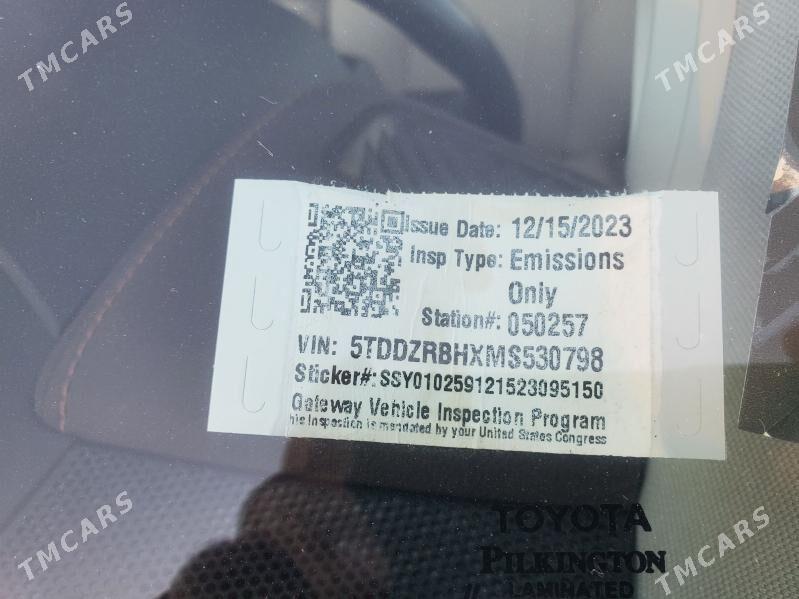 TMCARS
TMCARS
Issue Date: 12/15/2023
Insp Type: Emissions
Only
Station#: 050257
VIN: 5TDDZRBHXMS530798
Sticker#: SSY010259121523095150
Gateway Vehicle Inspection Program
his Inspection is mandated by your United States Congress
TOYOTA
PILKINGTON
LAMINATED
TMCARS
TMCARS